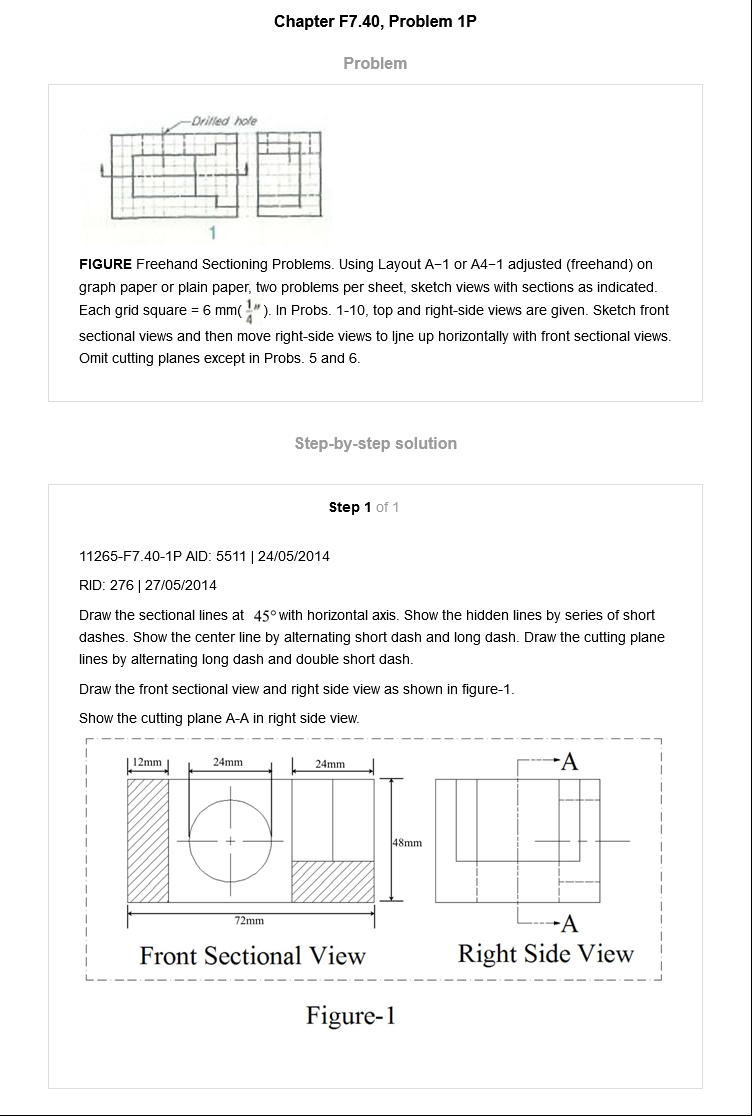 Chapter F7.40, Problem 1P
Problem
Drilled hole
1
FIGURE Freehand Sectioning Problems. Using Layout A−1 or A4−1 adjusted (freehand) on
graph paper or plain paper, two problems per sheet, sketch views with sections as indicated.
Each grid square = 6 mm(1/4″). In Probs. 1-10, top and right-side views are given. Sketch front
sectional views and then move right-side views to ljne up horizontally with front sectional views.
Omit cutting planes except in Probs. 5 and 6.
Step-by-step solution
Step 1 of 1
11265-F7.40-1P AID: 5511 | 24/05/2014
RID: 276 | 27/05/2014
Draw the sectional lines at 45° with horizontal axis. Show the hidden lines by series of short
dashes. Show the center line by alternating short dash and long dash. Draw the cutting plane
lines by alternating long dash and double short dash.
Draw the front sectional view and right side view as shown in figure-1.
Show the cutting plane A-A in right side view.
12mm 24mm 24mm A
48mm
72mm A
Front Sectional View Right Side View
Figure-1